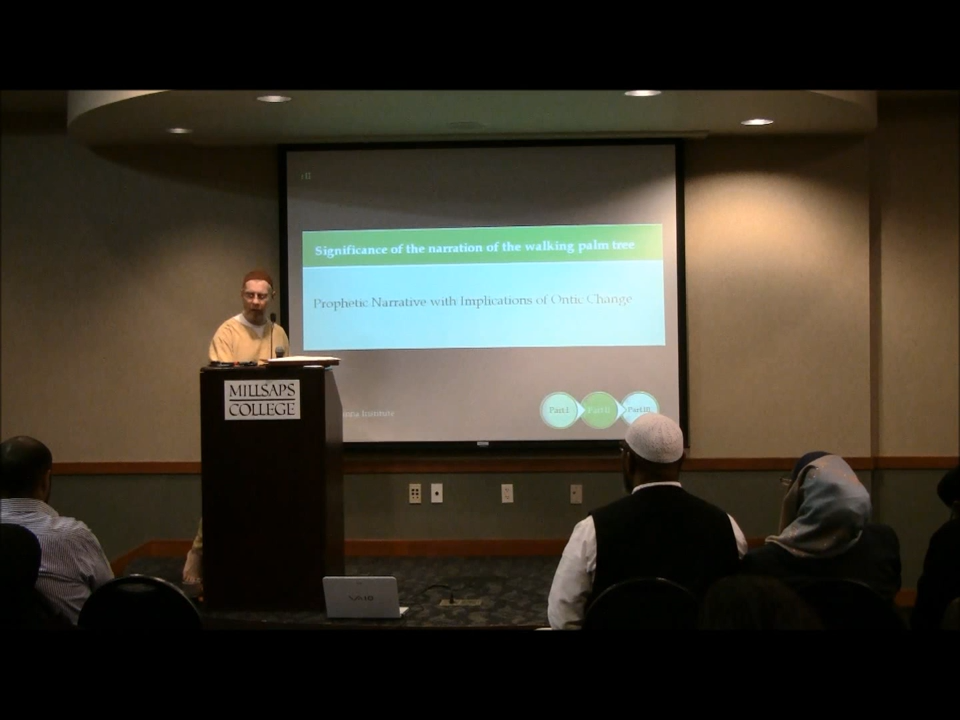 Significance of the narration of the walking palm tree
Prophetic Narrative with Implications of Ontic Change
MILLSAPS
COLLEGE
Institute
Part I
Part II
Part III